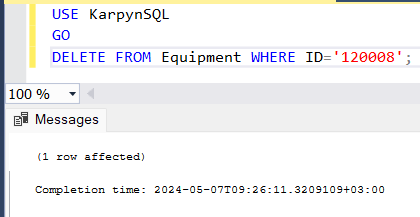 USE KarpynSQL
GO
DELETE FROM Equipment WHERE ID='120008';
100 %
Messages
(1 row affected)
Completion time: 2024-05-07T09:26:11.3209109+03:00